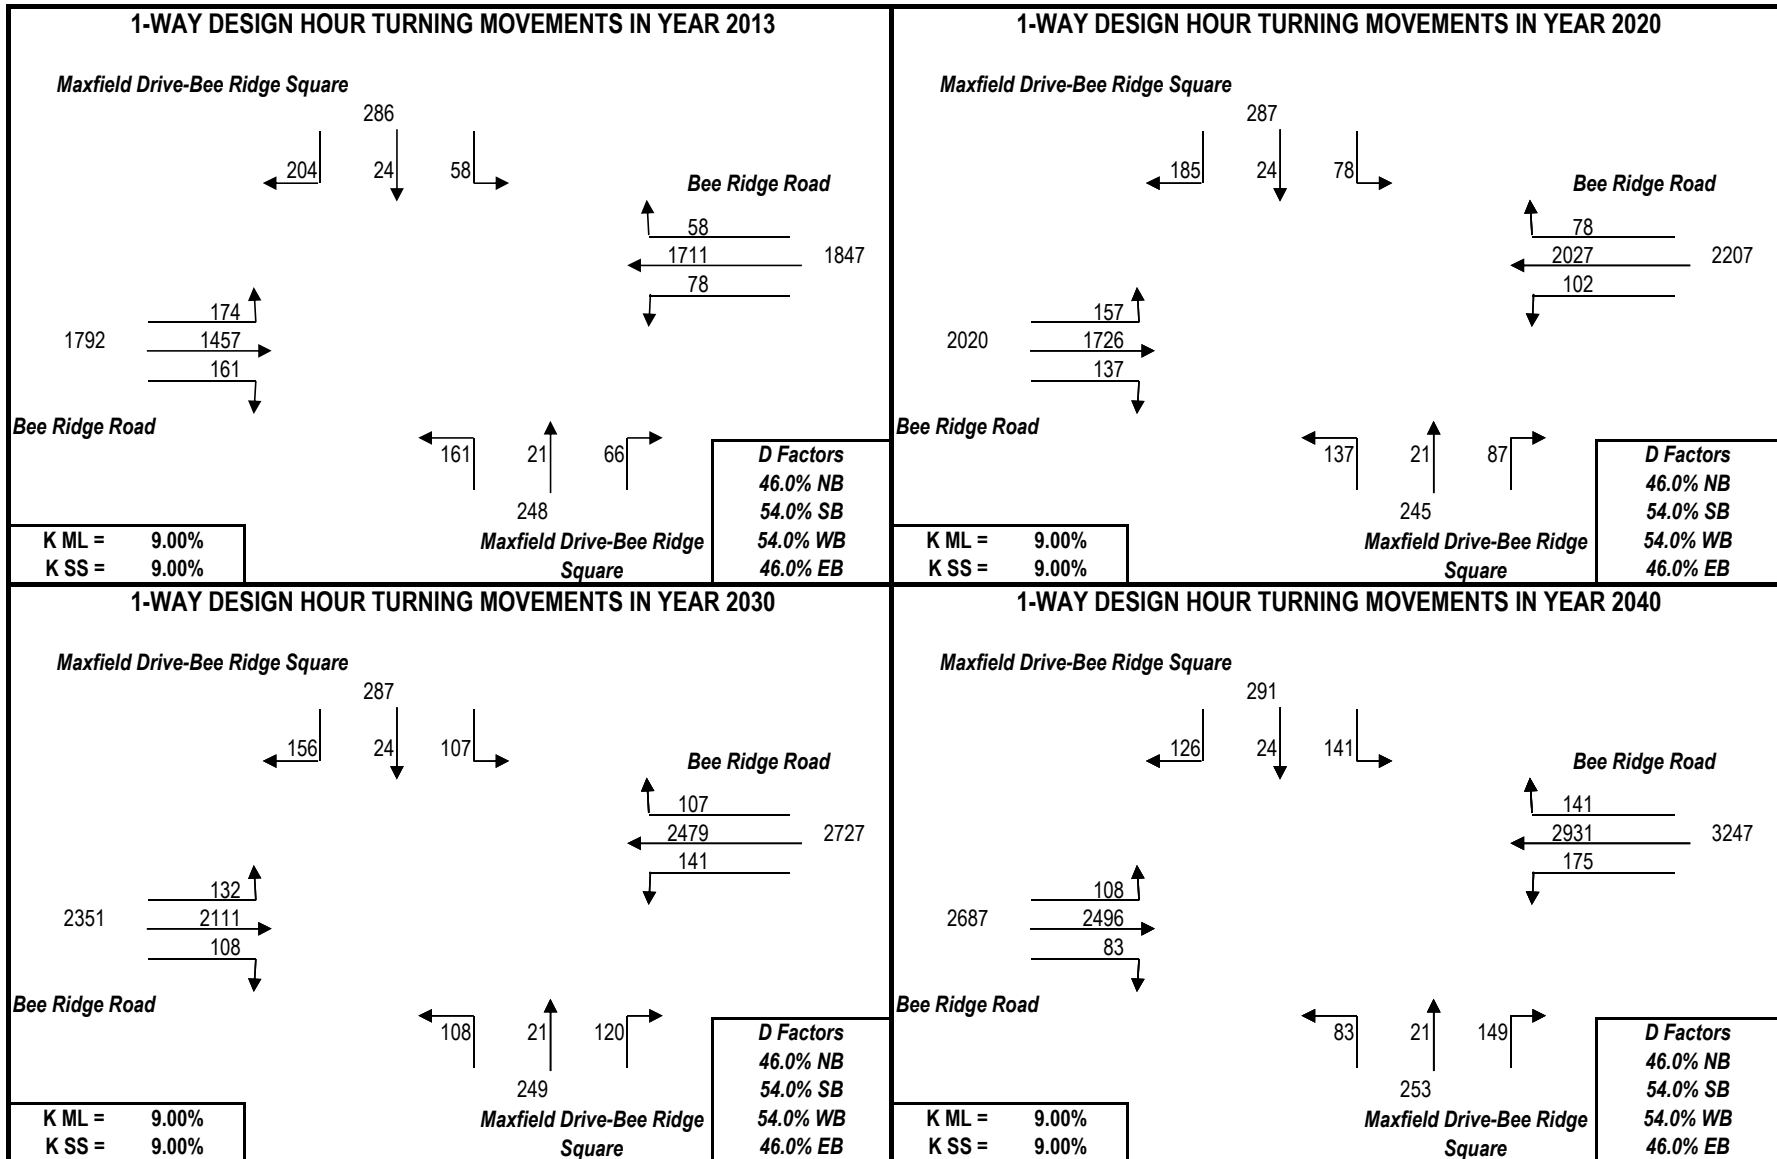 1-WAY DESIGN HOUR TURNING MOVEMENTS IN YEAR 2013
Maxfield Drive-Bee Ridge Square
286
204 24 58
Bee Ridge Road
58
1711 1847
78
174
1792 1457
161
Bee Ridge Road
161 21 66
248
Maxfield Drive-Bee Ridge
Square
D Factors
46.0% NB
54.0% SB
54.0% WB
46.0% EB
K ML = 9.00%
K SS = 9.00%
1-WAY DESIGN HOUR TURNING MOVEMENTS IN YEAR 2020
Maxfield Drive-Bee Ridge Square
287
185 24 78
Bee Ridge Road
78
2027 2207
102
157
2020 1726
137
Bee Ridge Road
137 21 87
245
Maxfield Drive-Bee Ridge
Square
D Factors
46.0% NB
54.0% SB
54.0% WB
46.0% EB
K ML = 9.00%
K SS = 9.00%
1-WAY DESIGN HOUR TURNING MOVEMENTS IN YEAR 2030
Maxfield Drive-Bee Ridge Square
287
156 24 107
Bee Ridge Road
107
2479 2727
141
132
2351 2111
108
Bee Ridge Road
108 21 120
249
Maxfield Drive-Bee Ridge
Square
D Factors
46.0% NB
54.0% SB
54.0% WB
46.0% EB
K ML = 9.00%
K SS = 9.00%
1-WAY DESIGN HOUR TURNING MOVEMENTS IN YEAR 2040
Maxfield Drive-Bee Ridge Square
291
126 24 141
Bee Ridge Road
141
2931 3247
175
108
2687 2496
83
Bee Ridge Road
83 21 149
253
Maxfield Drive-Bee Ridge
Square
D Factors
46.0% NB
54.0% SB
54.0% WB
46.0% EB
K ML = 9.00%
K SS = 9.00%